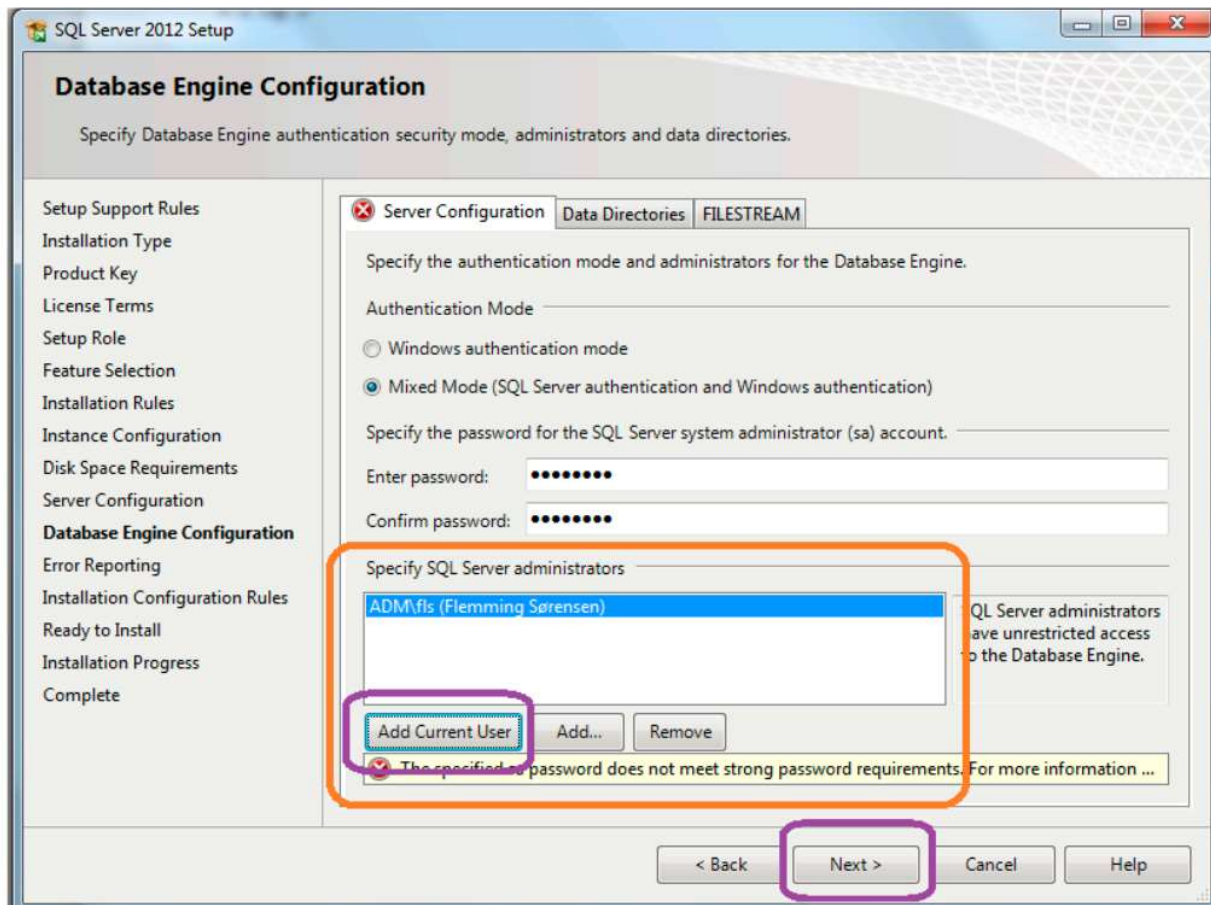 SQL Server 2012 Setup
Database Engine Configuration
Specify Database Engine authentication security mode, administrators and data directories.
Setup Support Rules
Installation Type
Product Key
License Terms
Setup Role
Feature Selection
Installation Rules
Instance Configuration
Disk Space Requirements
Server Configuration
Database Engine Configuration
Error Reporting
Installation Configuration Rules
Ready to Install
Installation Progress
Complete
Server Configuration Data Directories FILESTREAM
Specify the authentication mode and administrators for the Database Engine.
Authentication Mode
Windows authentication mode
Mixed Mode (SQL Server authentication and Windows authentication)
Specify the password for the SQL Server system administrator (sa) account.
Enter password: ●●●●●●●●
Confirm password: ●●●●●●●●
Specify SQL Server administrators
ADM\fls (Flemming Sørensen)
SQL Server administrators
have unrestricted access
to the Database Engine.
Add Current User Add... Remove
The specified sa password does not meet strong password requirements. For more information ...
< Back Next > Cancel Help